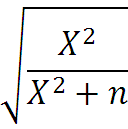 √(X²/(X² + n))